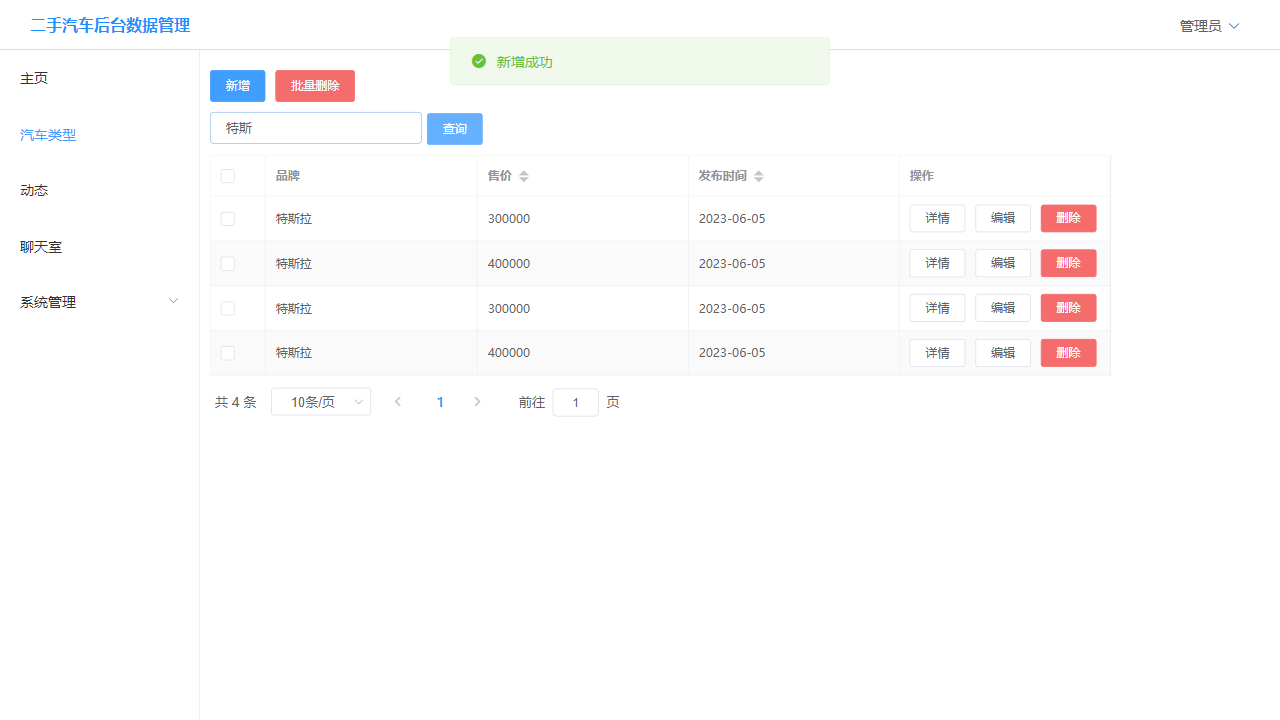 二手汽车后台数据管理
管理员
新增成功
主页
汽车类型
动态
聊天室
系统管理
新增 批量删除
特斯 查询
品牌 售价 发布时间 操作
特斯拉 300000 2023-06-05 详情 编辑 删除
特斯拉 400000 2023-06-05 详情 编辑 删除
特斯拉 300000 2023-06-05 详情 编辑 删除
特斯拉 400000 2023-06-05 详情 编辑 删除
共 4 条 10条/页 1 前往 1 页